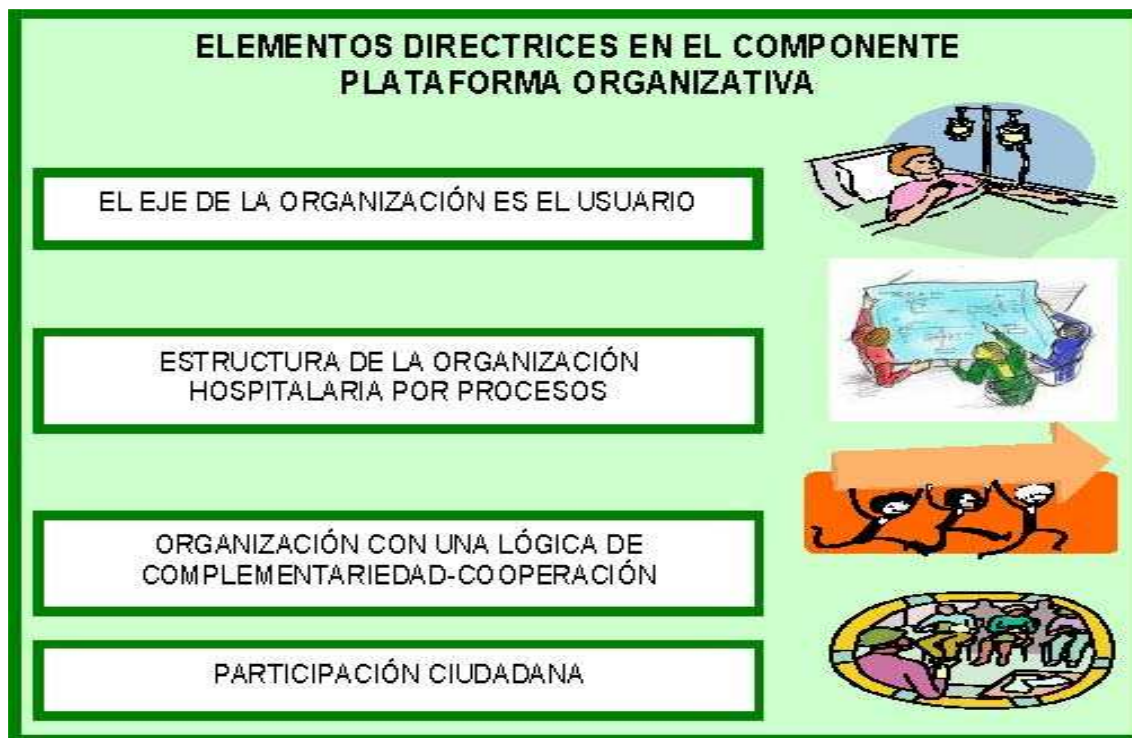 ELEMENTOS DIRECTRICES EN EL COMPONENTE
PLATAFORMA ORGANIZATIVA
EL EJE DE LA ORGANIZACIÓN ES EL USUARIO
ESTRUCTURA DE LA ORGANIZACIÓN
HOSPITALARIA POR PROCESOS
ORGANIZACIÓN CON UNA LÓGICA DE
COMPLEMENTARIEDAD-COOPERACIÓN
PARTICIPACIÓN CIUDADANA